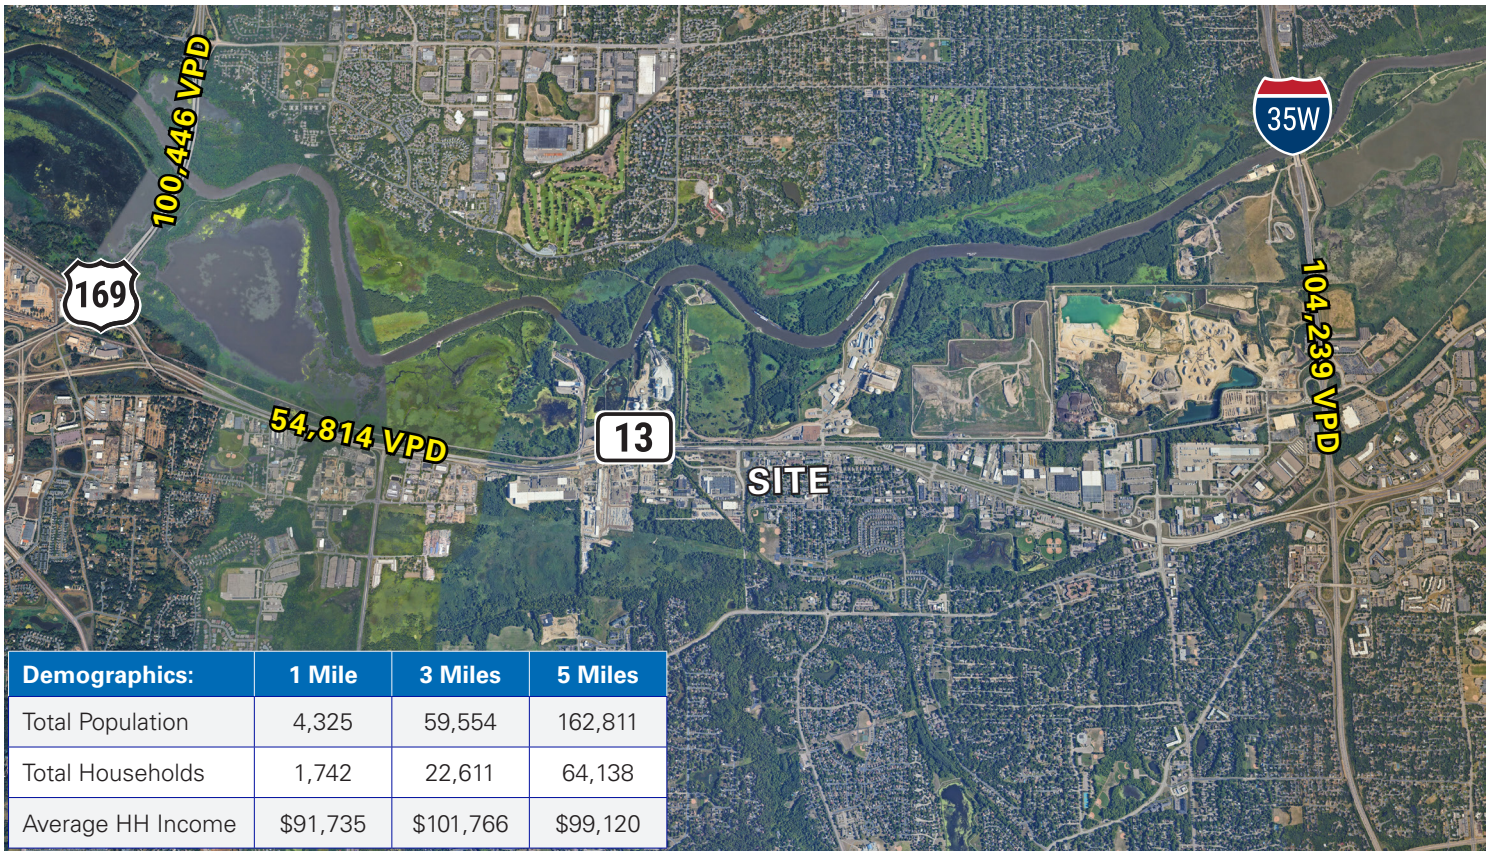 100,446 VPD
35W
169
104,239 VPD
54,814 VPD
13
SITE
Demographics: 1 Mile 3 Miles 5 Miles
Total Population 4,325 59,554 162,811
Total Households 1,742 22,611 64,138
Average HH Income $91,735 $101,766 $99,120